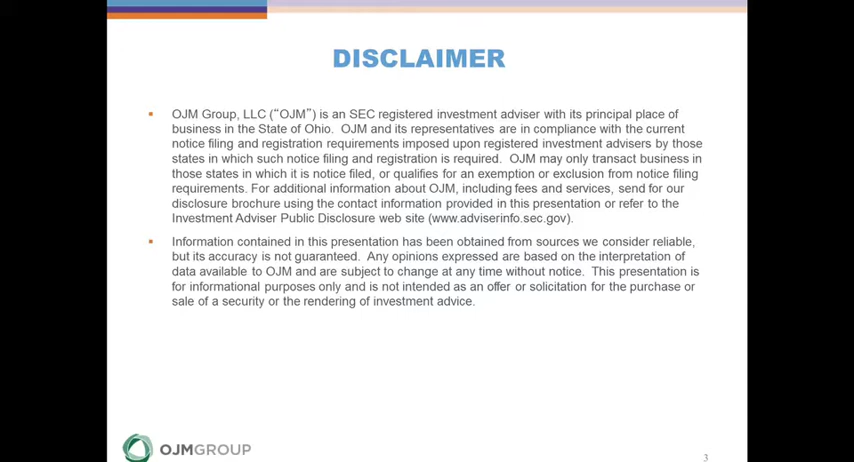 DISCLAIMER
▪ OJM Group, LLC (“OJM”) is an SEC registered investment adviser with its principal place of
business in the State of Ohio. OJM and its representatives are in compliance with the current
notice filing and registration requirements imposed upon registered investment advisers by those
states in which such notice filing and registration is required. OJM may only transact business in
those states in which it is notice filed, or qualifies for an exemption or exclusion from notice filing
requirements. For additional information about OJM, including fees and services, send for our
disclosure brochure using the contact information provided in this presentation or refer to the
Investment Adviser Public Disclosure web site (www.adviserinfo.sec.gov).
▪ Information contained in this presentation has been obtained from sources we consider reliable,
but its accuracy is not guaranteed. Any opinions expressed are based on the interpretation of
data available to OJM and are subject to change at any time without notice. This presentation is
for informational purposes only and is not intended as an offer or solicitation for the purchase or
sale of a security or the rendering of investment advice.
OJMGROUP
3